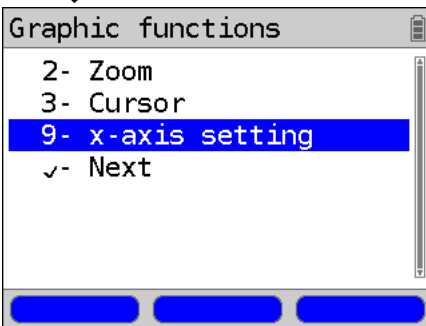 Graphic functions
2- Zoom
3- Cursor
9- x-axis setting
✓- Next